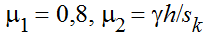 μ₁ = 0,8, μ₂ = γh/sₖ